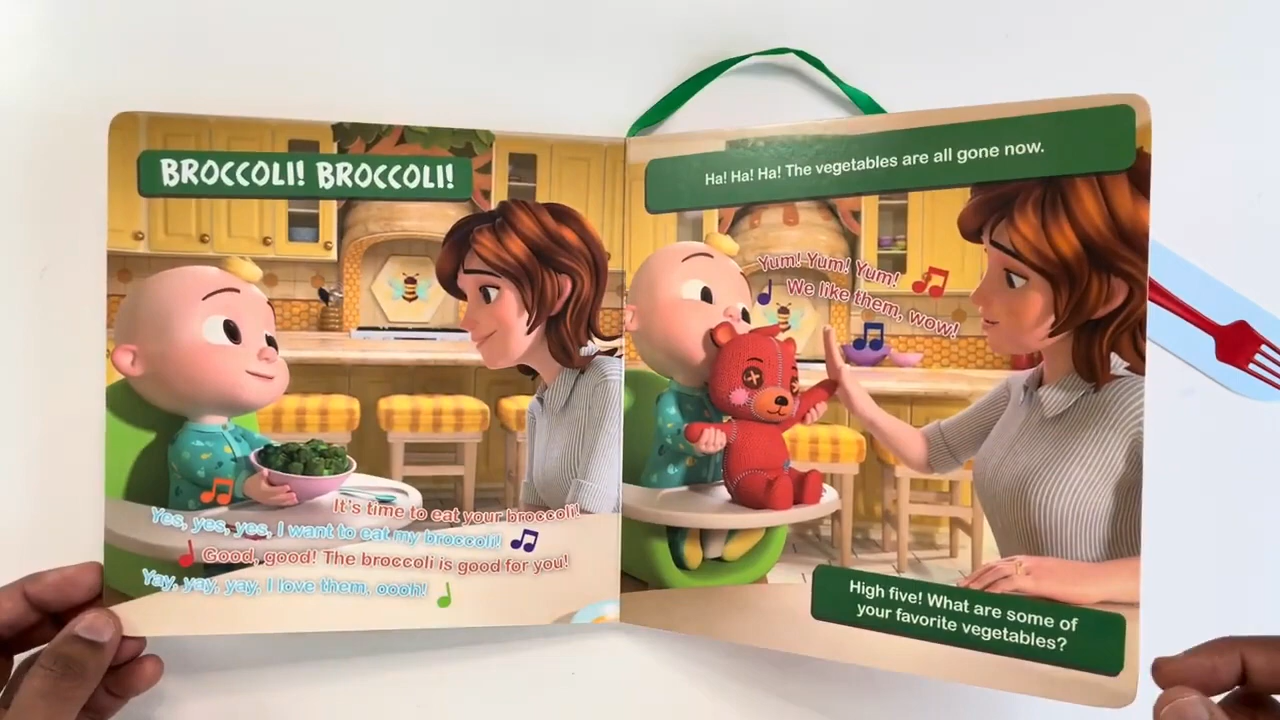 BROCCOLI! BROCCOLI!
It's time to eat your broccoli!
Yes, yes, yes, I want to eat my broccoli!
Good, good! The broccoli is good for you!
Yay, yay, yay, I love them, oooh!
Ha! Ha! Ha! The vegetables are all gone now.
Yum! Yum! Yum!
We like them, wow!
High five! What are some of
your favorite vegetables?